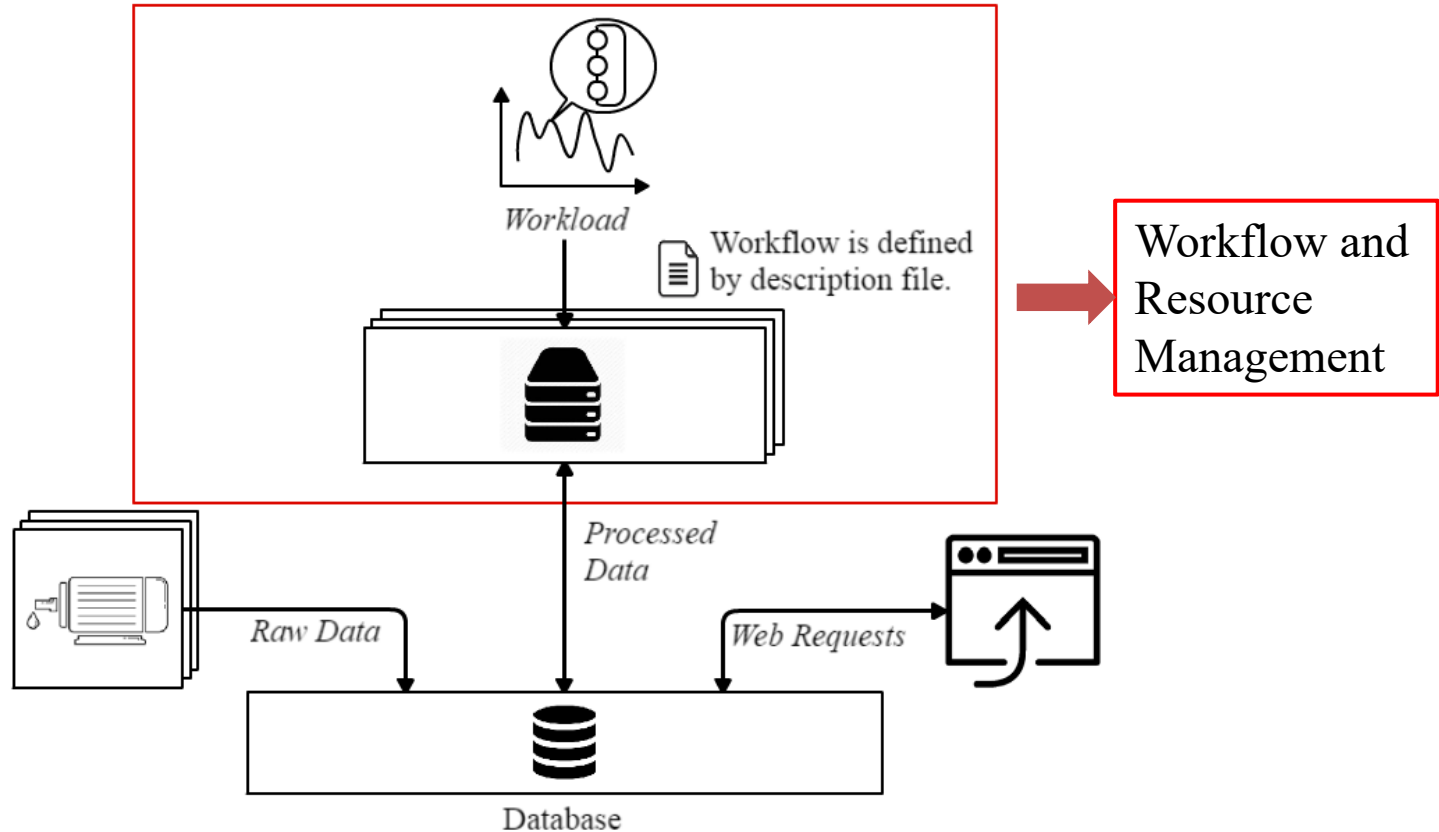 Workload
Workflow is defined
by description file.
Workflow and
Resource
Management
Processed
Data
Raw Data
Web Requests
Database